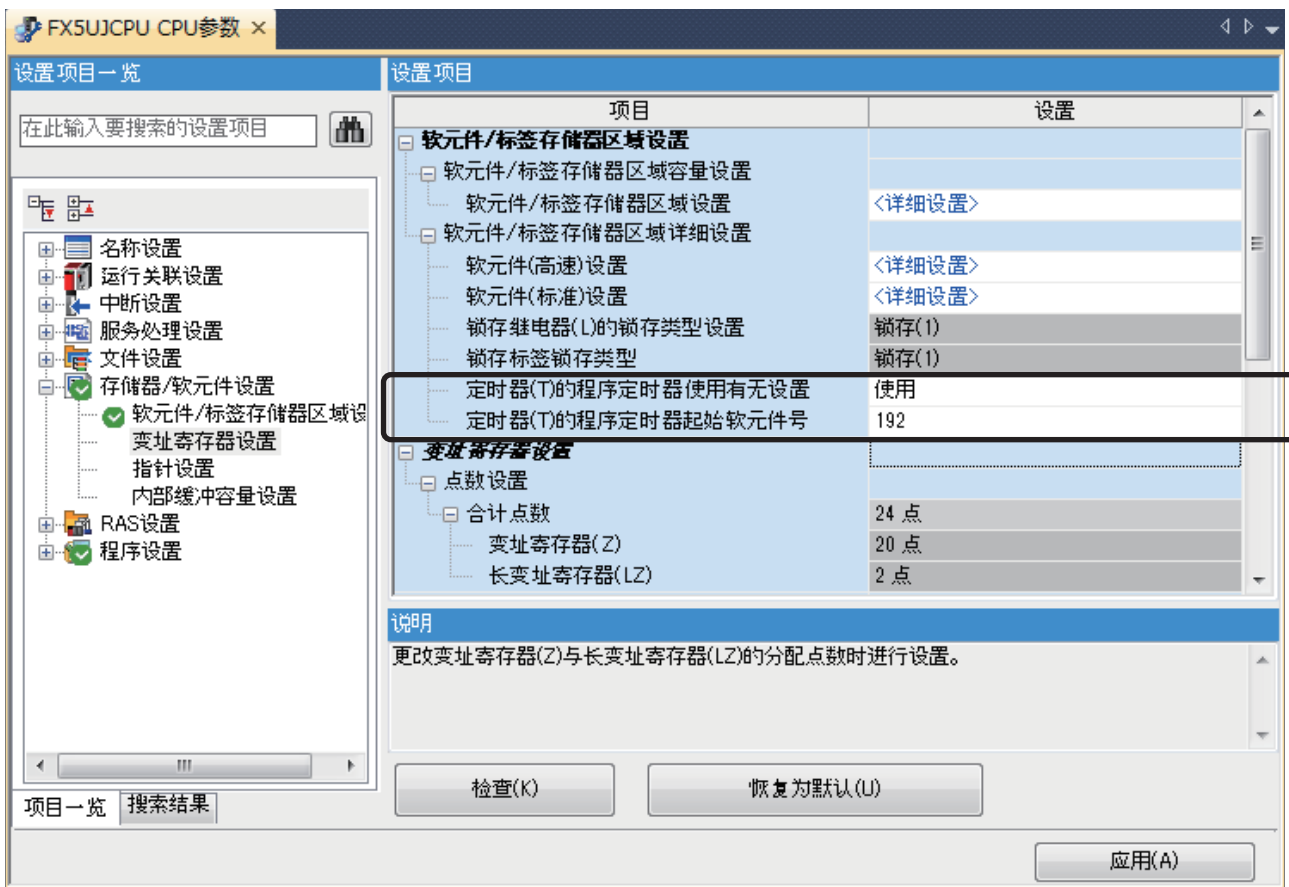 FX5UJCPU CPU参数
设置项目一览
在此输入要搜索的设置项目
名称设置
运行关联设置
中断设置
服务处理设置
文件设置
存储器/软元件设置
软元件/标签存储器区域设
变址寄存器设置
指针设置
内部缓冲容量设置
RAS设置
程序设置
项目一览 搜索结果
设置项目
项目 设置
软元件/标签存储器区域设置
软元件/标签存储器区域容量设置
软元件/标签存储器区域设置 <详细设置>
软元件/标签存储器区域详细设置
软元件(高速)设置 <详细设置>
软元件(标准)设置 <详细设置>
锁存继电器(L)的锁存类型设置 锁存(1)
锁存标签锁存类型 锁存(1)
定时器(T)的程序定时器使用有无设置 使用
定时器(T)的程序定时器起始软元件号 192
变址寄存器设置
点数设置
合计点数 24 点
变址寄存器(Z) 20 点
长变址寄存器(LZ) 2 点
说明
更改变址寄存器(Z)与长变址寄存器(LZ)的分配点数时进行设置。
检查(K) 恢复为默认(U)
应用(A)